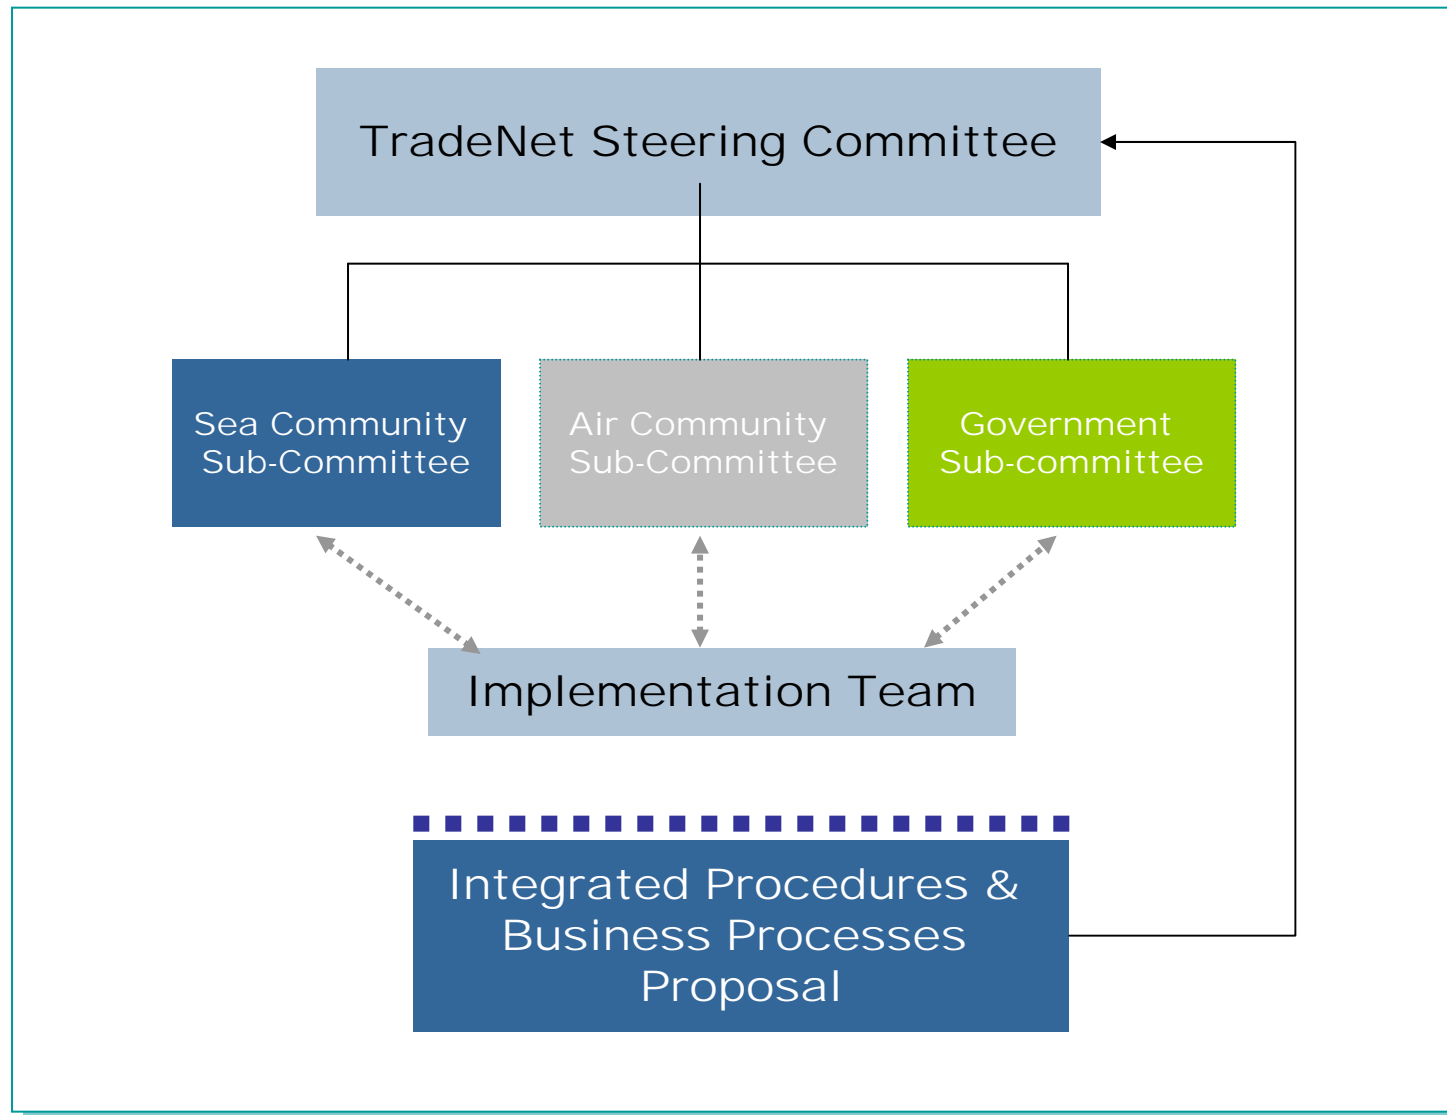 TradeNet Steering Committee
Sea Community
Sub-Committee
Air Community
Sub-Committee
Government
Sub-committee
Implementation Team
Integrated Procedures &
Business Processes
Proposal